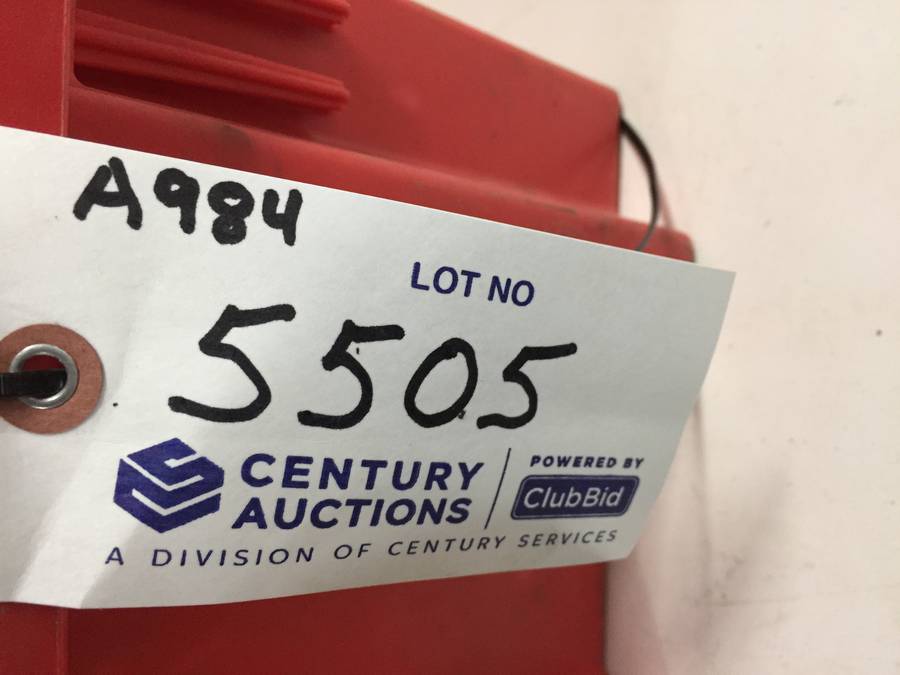 A984
LOT NO
5505
CENTURY AUCTIONS
POWERED BY
ClubBid
A DIVISION OF CENTURY SERVICES